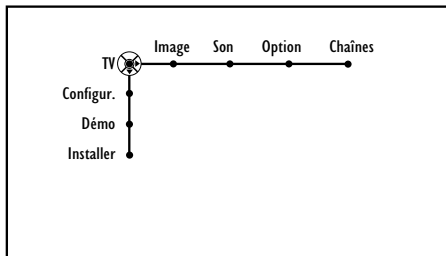 Image Son Option Chaînes
TV
Configur.
Démo
Installer